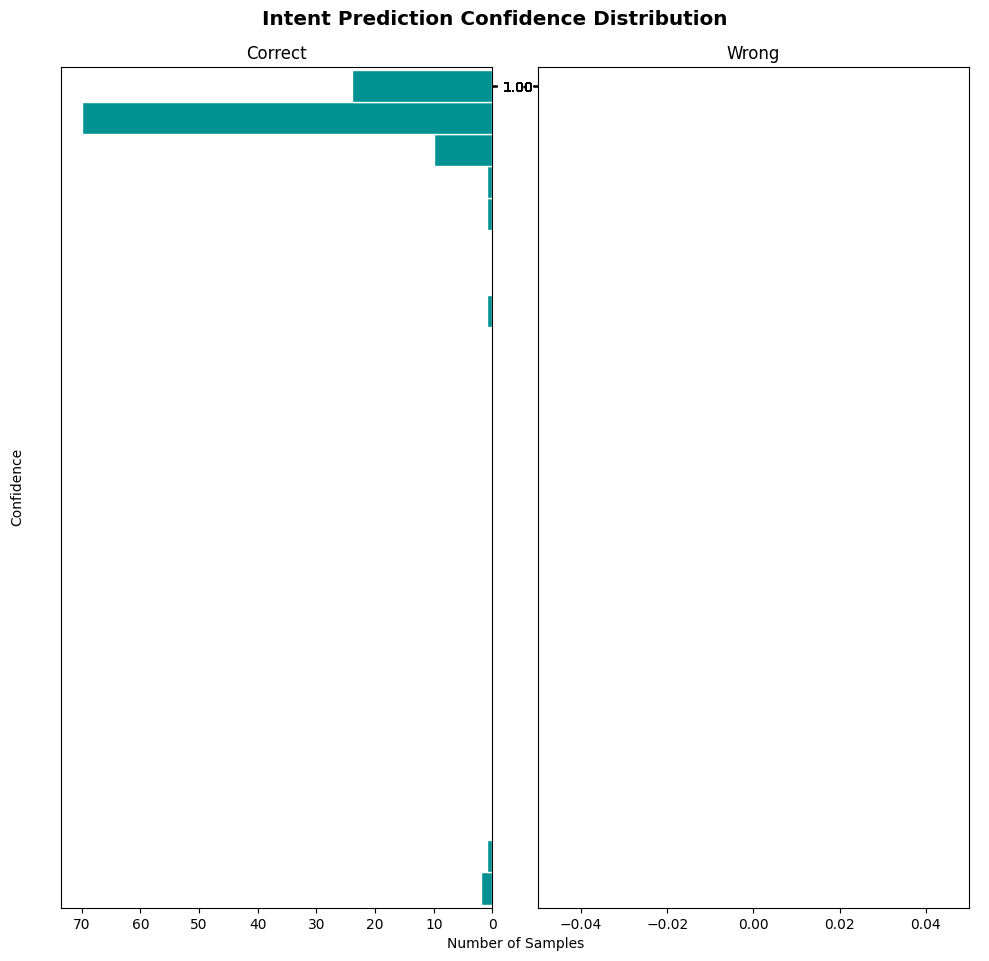 Intent Prediction Confidence Distribution
Correct
Wrong
1.00
Confidence
70 60 50 40 30 20 10 0
−0.04 −0.02 0.00 0.02 0.04
Number of Samples